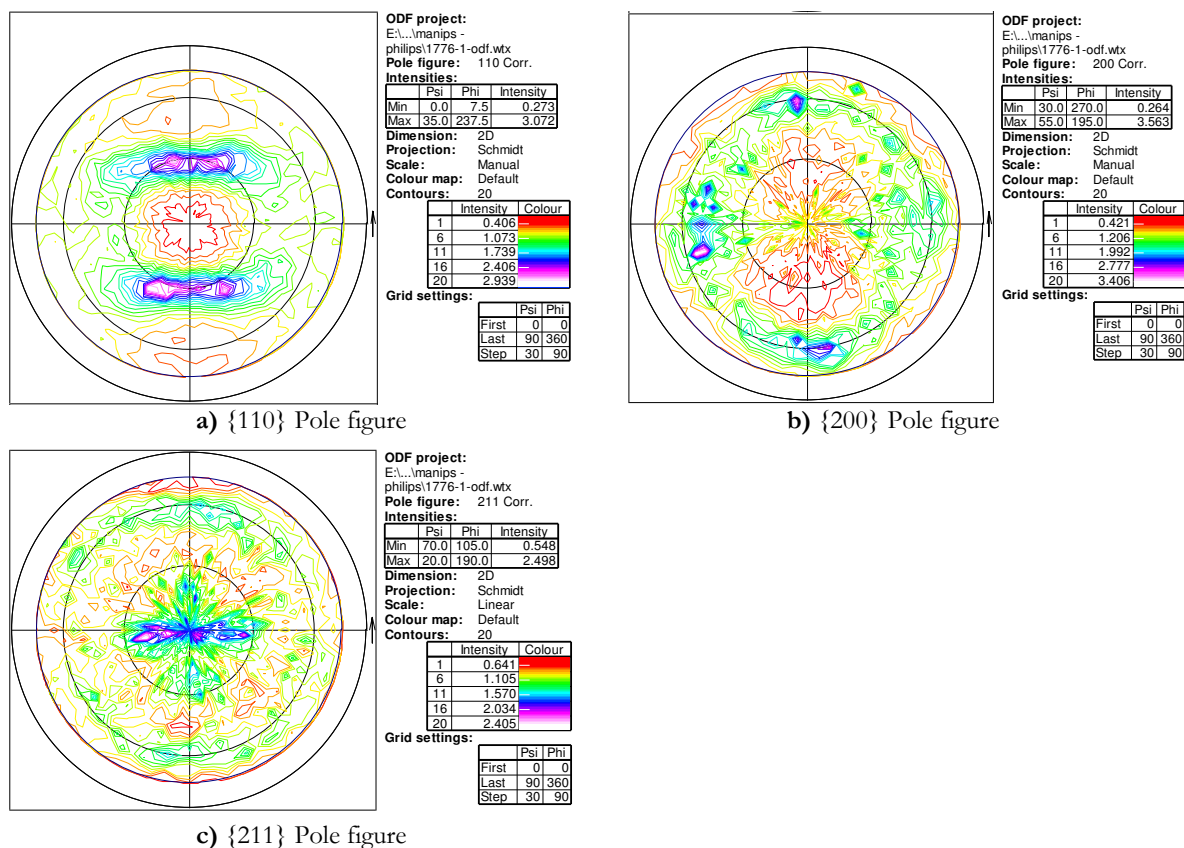 ODF project:
E:\...\manips -
philips\1776-1-odf.wtx
Pole figure: 110 Corr.
Intensities:
Psi Phi Intensity
Min 0.0 7.5 0.273
Max 35.0 237.5 3.072
Dimension: 2D
Projection: Schmidt
Scale: Manual
Colour map: Default
Contours: 20
Intensity Colour
1 0.406
6 1.073
11 1.739
16 2.406
20 2.939
Grid settings:
Psi Phi
First 0 0
Last 90 360
Step 30 90
a) {110} Pole figure
ODF project:
E:\...\manips -
philips\1776-1-odf.wtx
Pole figure: 200 Corr.
Intensities:
Psi Phi Intensity
Min 30.0 270.0 0.264
Max 55.0 195.0 3.563
Dimension: 2D
Projection: Schmidt
Scale: Manual
Colour map: Default
Contours: 20
Intensity Colour
1 0.421
6 1.206
11 1.992
16 2.777
20 3.406
Grid settings:
Psi Phi
First 0 0
Last 90 360
Step 30 90
b) {200} Pole figure
ODF project:
E:\...\manips -
philips\1776-1-odf.wtx
Pole figure: 211 Corr.
Intensities:
Psi Phi Intensity
Min 70.0 105.0 0.548
Max 20.0 190.0 2.498
Dimension: 2D
Projection: Schmidt
Scale: Linear
Colour map: Default
Contours: 20
Intensity Colour
1 0.641
6 1.105
11 1.570
16 2.034
20 2.405
Grid settings:
Psi Phi
First 0 0
Last 90 360
Step 30 90
c) {211} Pole figure